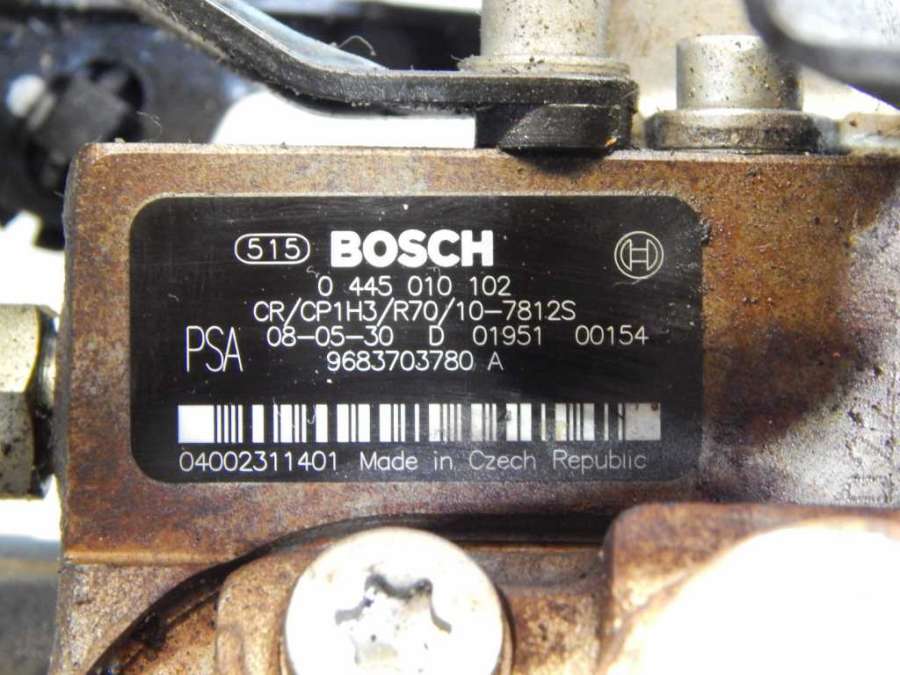 515 BOSCH
0 445 010 102
CR/CP1H3/R70/10-7812S
PSA 08-05-30 D 01951 00154
9683703780 A
04002311401 Made in Czech Republic